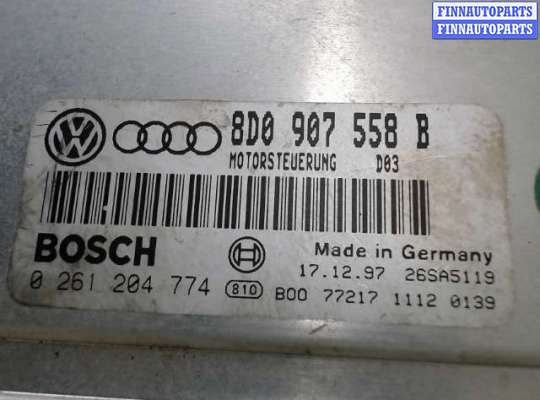 FINNAUTOPARTS
FINNAUTOPARTS
8D0 907 558 B
MOTORSTEUERUNG D03
BOSCH
Made in Germany
17.12.97 26SA5119
0 261 204 774 810 B00 77217 1112 0139